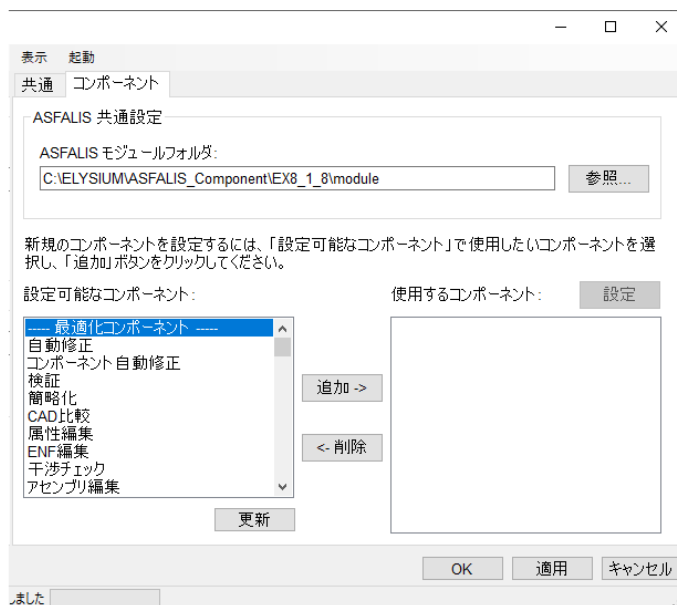 表示 起動
共通 コンポーネント
ASFALIS 共通設定
ASFALIS モジュールフォルダ:
C:\ELYSIUM\ASFALIS_Component\EX8_1_8\module 参照...
新規のコンポーネントを設定するには、「設定可能なコンポーネント」で使用したいコンポーネントを選
択し、「追加」ボタンをクリックしてください。
設定可能なコンポーネント: 使用するコンポーネント: 設定
----- 最適化コンポーネント -----
自動修正
コンポーネント自動修正
検証
簡略化
CAD比較
属性編集
ENF編集
干渉チェック
アセンブリ編集
追加 ->
<- 削除
更新
OK 適用 キャンセル
しました